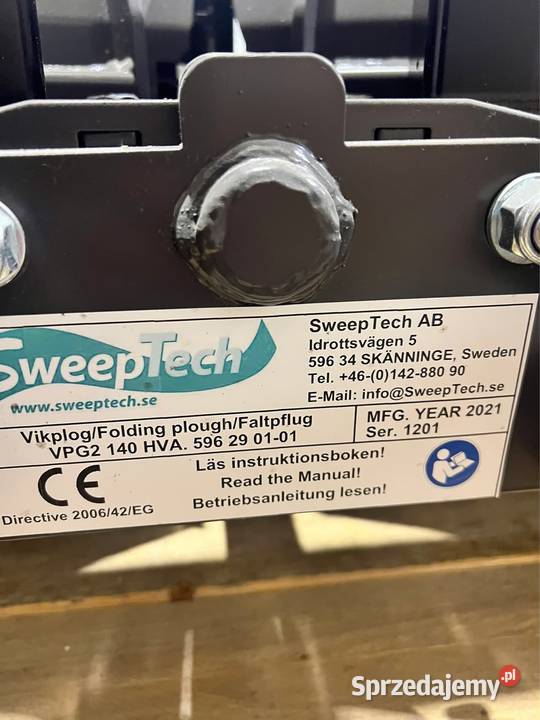 SweepTech
www.sweeptech.se
SweepTech AB
Idrottsvägen 5
596 34 SKÄNNINGE, Sweden
Tel. +46-(0)142-880 90
E-Mail: info@SweepTech.se
Vikplog/Folding plough/Faltpflug
VPG2 140 HVA. 596 29 01-01
MFG. YEAR 2021
Ser. 1201
CE
Directive 2006/42/EG
Läs instruktionsboken!
Read the Manual!
Betriebsanleitung lesen!
Sprzedajemy.pl